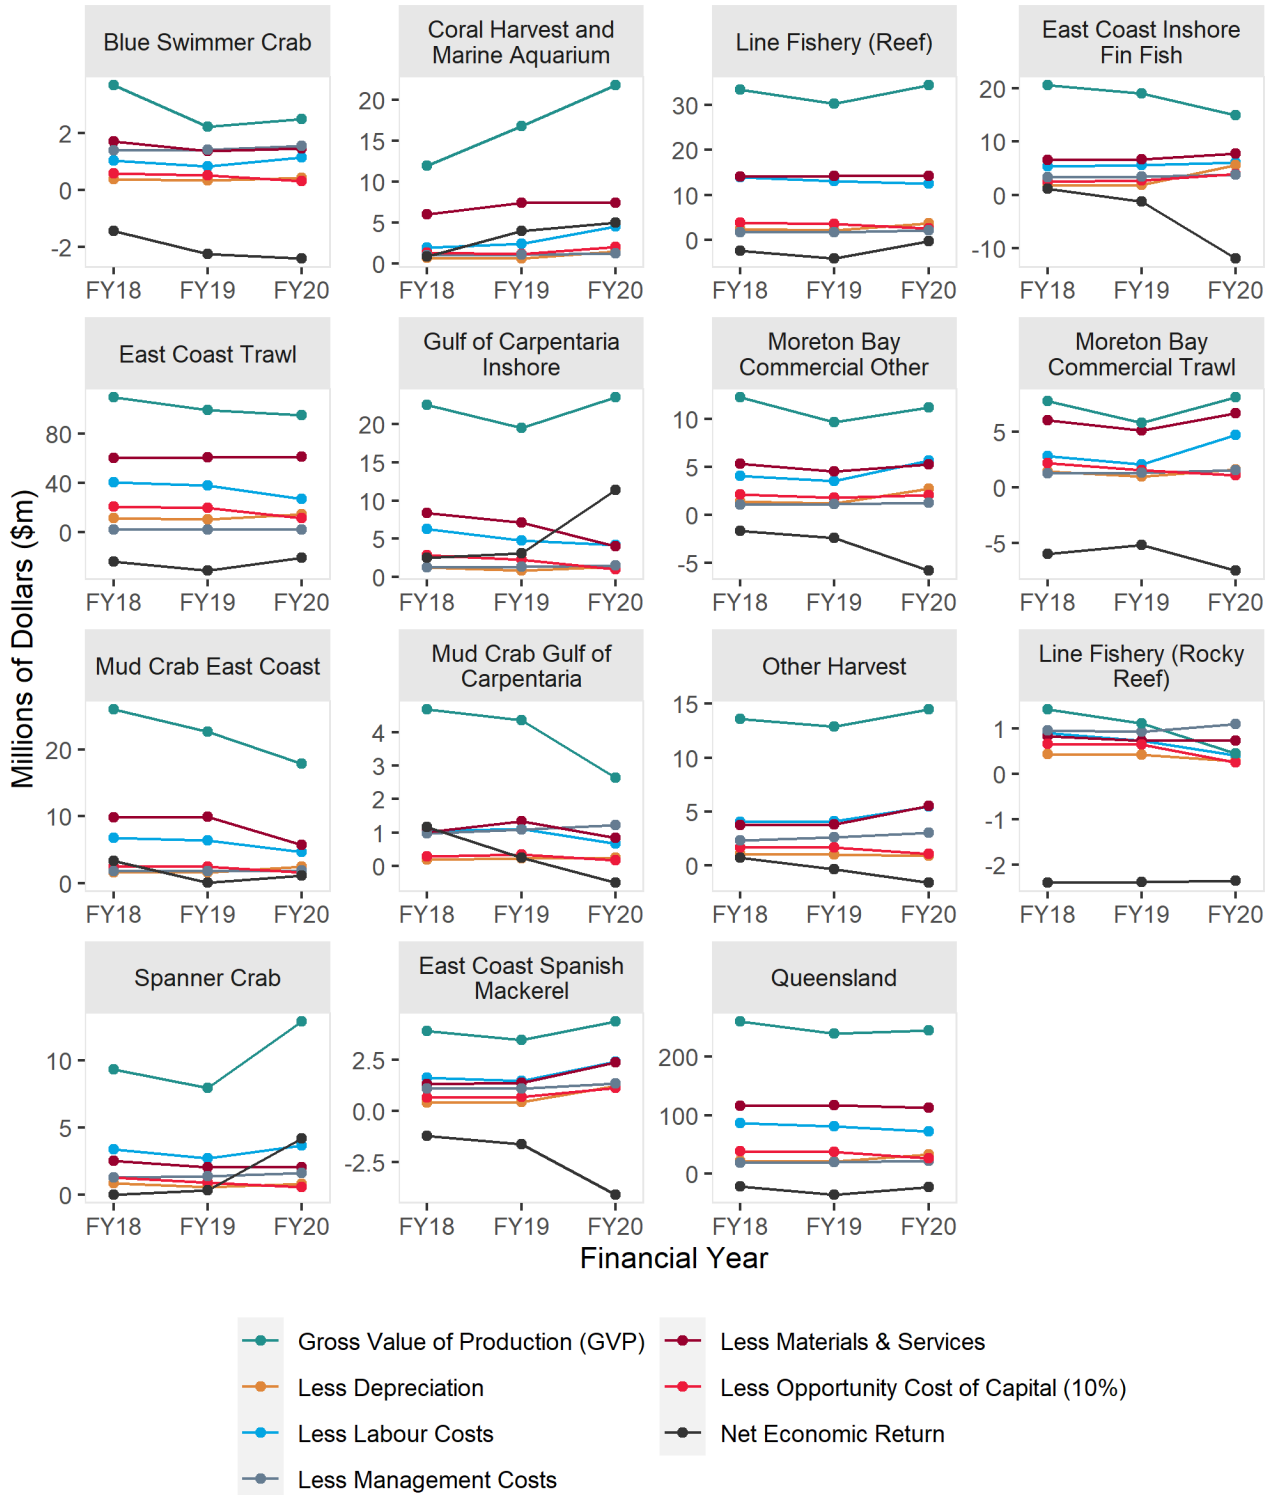 Blue Swimmer Crab
Coral Harvest and
Marine Aquarium
Line Fishery (Reef)
East Coast Inshore
Fin Fish
2
0
-2
FY18 FY19 FY20
20
15
10
5
0
FY18 FY19 FY20
30
20
10
0
FY18 FY19 FY20
20
10
0
-10
FY18 FY19 FY20
East Coast Trawl
Gulf of Carpentaria
Inshore
Moreton Bay
Commercial Other
Moreton Bay
Commercial Trawl
80
40
0
FY18 FY19 FY20
20
15
10
5
0
FY18 FY19 FY20
10
5
0
-5
FY18 FY19 FY20
5
0
-5
FY18 FY19 FY20
Millions of Dollars ($m)
Mud Crab East Coast
Mud Crab Gulf of
Carpentaria
Other Harvest
Line Fishery (Rocky
Reef)
20
10
0
FY18 FY19 FY20
4
3
2
1
0
FY18 FY19 FY20
15
10
5
0
FY18 FY19 FY20
1
0
-1
-2
FY18 FY19 FY20
Spanner Crab
East Coast Spanish
Mackerel
Queensland
10
5
0
FY18 FY19 FY20
2.5
0.0
-2.5
FY18 FY19 FY20
200
100
0
FY18 FY19 FY20
Financial Year
Gross Value of Production (GVP)
Less Depreciation
Less Labour Costs
Less Management Costs
Less Materials & Services
Less Opportunity Cost of Capital (10%)
Net Economic Return